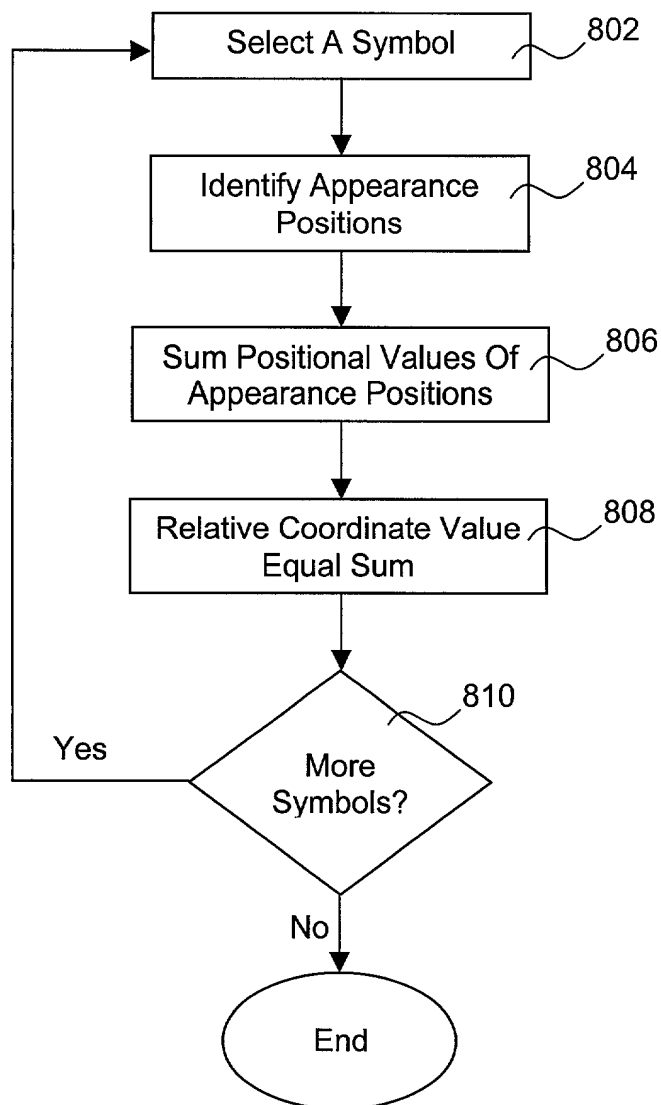 Select A Symbol
802
Identify Appearance
Positions
804
Sum Positional Values Of
Appearance Positions
806
Relative Coordinate Value
Equal Sum
808
810
More
Symbols?
Yes
No
End